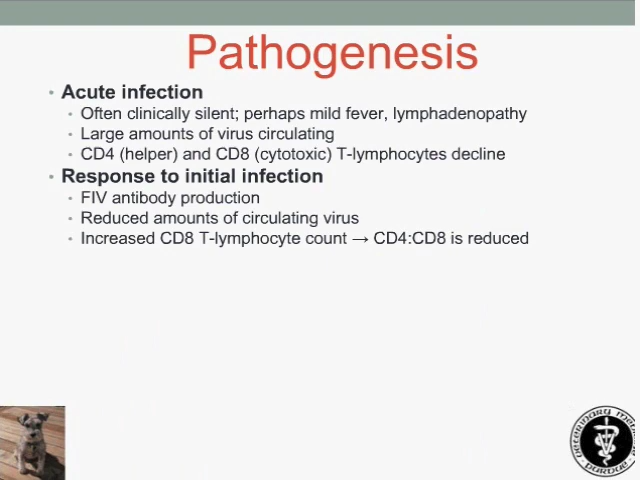 Pathogenesis
• Acute infection
• Often clinically silent; perhaps mild fever, lymphadenopathy
• Large amounts of virus circulating
• CD4 (helper) and CD8 (cytotoxic) T-lymphocytes decline
• Response to initial infection
• FIV antibody production
• Reduced amounts of circulating virus
• Increased CD8 T-lymphocyte count → CD4:CD8 is reduced
VETERINARY
PURDUE